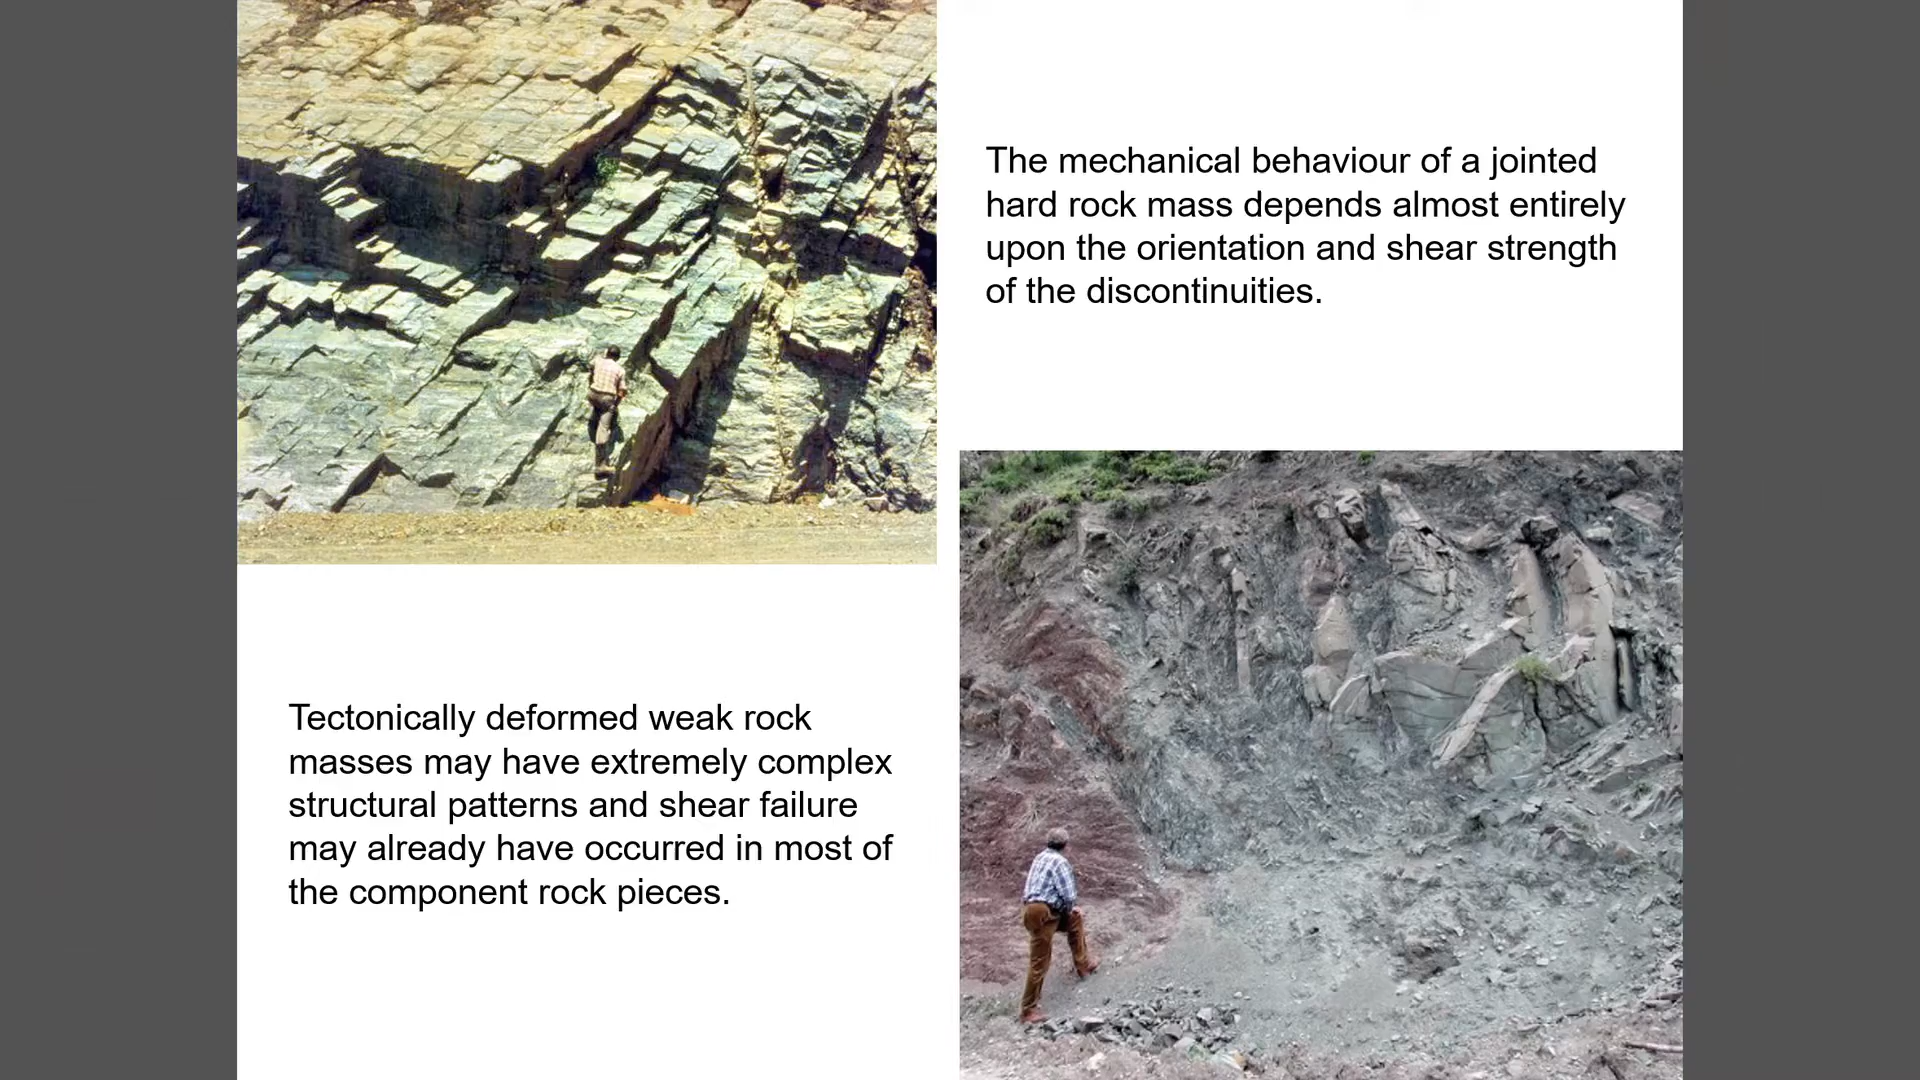 The mechanical behaviour of a jointed
hard rock mass depends almost entirely
upon the orientation and shear strength
of the discontinuities.
Tectonically deformed weak rock
masses may have extremely complex
structural patterns and shear failure
may already have occurred in most of
the component rock pieces.